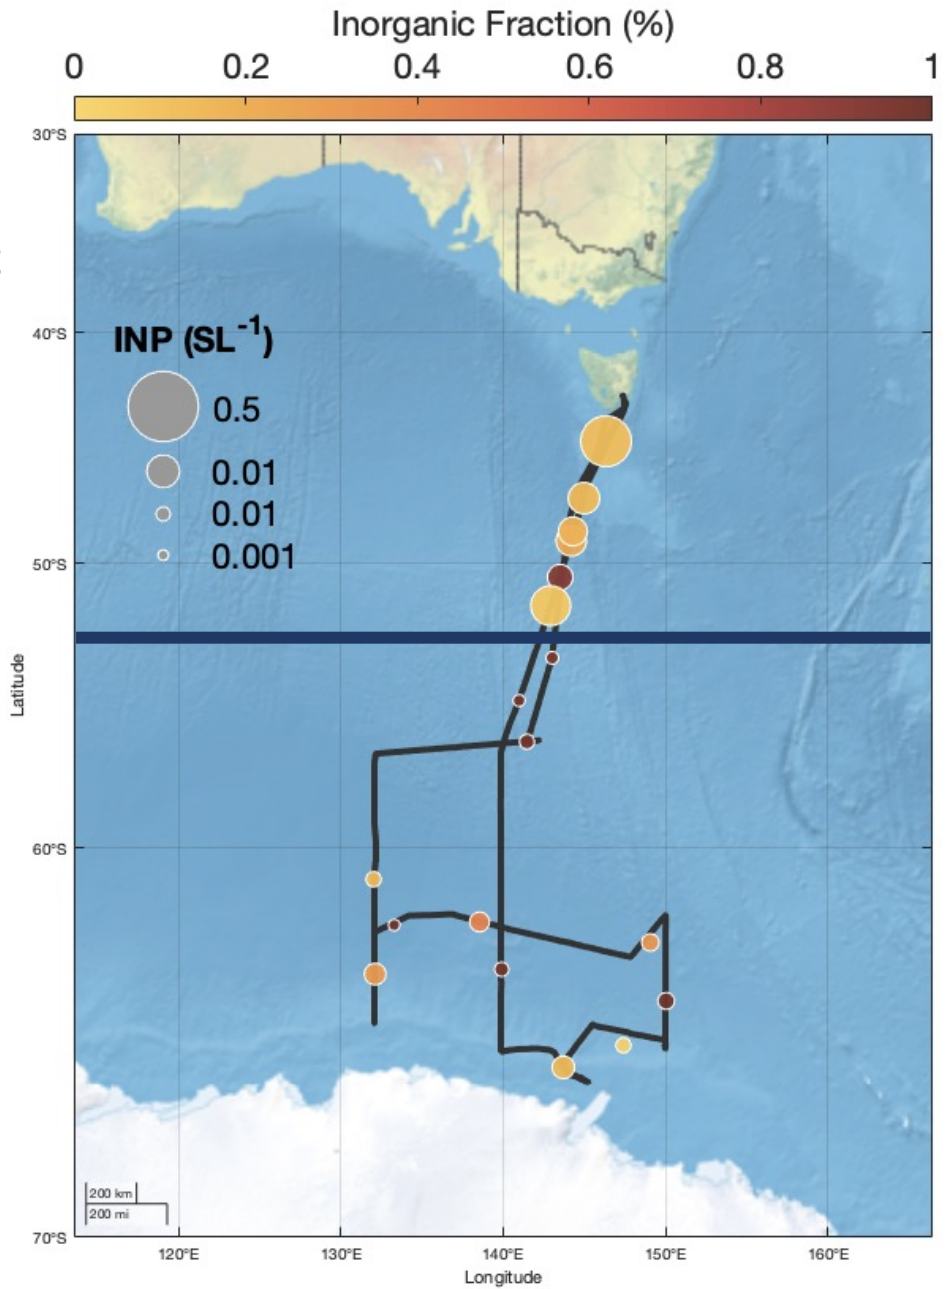 Inorganic Fraction (%)
0 0.2 0.4 0.6 0.8 1
30°S
40°S
50°S
60°S
70°S
Latitude
INP (SL⁻¹)
0.5
0.01
0.01
0.001
200 km
200 mi
120°E 130°E 140°E 150°E 160°E
Longitude